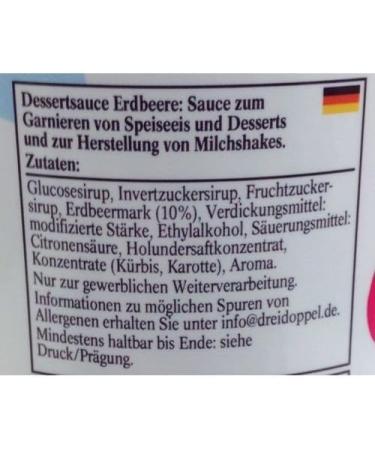 Dessertsauce Erdbeere: Sauce zum
Garnieren von Speiseeis und Desserts
und zur Herstellung von Milchshakes.
Zutaten:
Glucosesirup, Invertzuckersirup, Fruchtzucker-
sirup, Erdbeermark (10%), Verdickungsmittel:
modifizierte Stärke, Ethylalkohol, Säuerungsmittel:
Citronensäure, Holundersaftkonzentrat,
Konzentrate (Kürbis, Karotte), Aroma.
Nur zur gewerblichen Weiterverarbeitung.
Informationen zu möglichen Spuren von
Allergenen erhalten Sie unter info@dreidoppel.de.
Mindestens haltbar bis Ende: siehe
Druck/Prägung.